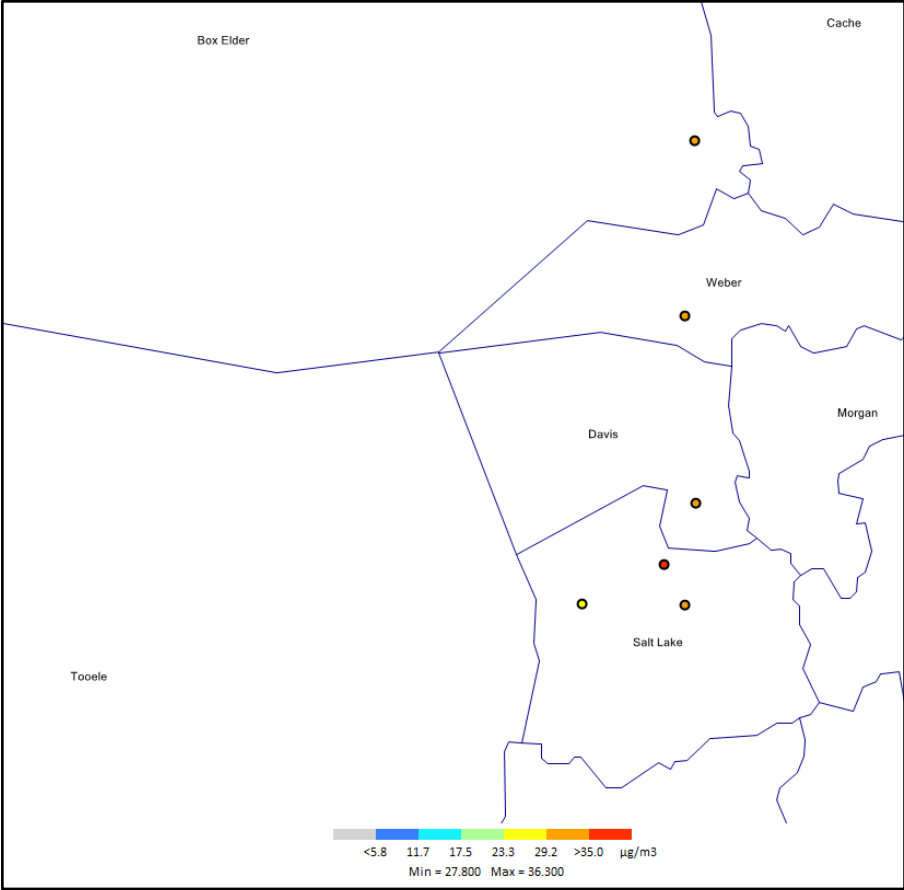 Cache
Box Elder
Weber
Morgan
Davis
Salt Lake
Tooele
<5.8 11.7 17.5 23.3 29.2 >35.0 µg/m3
Min = 27.800 Max = 36.300